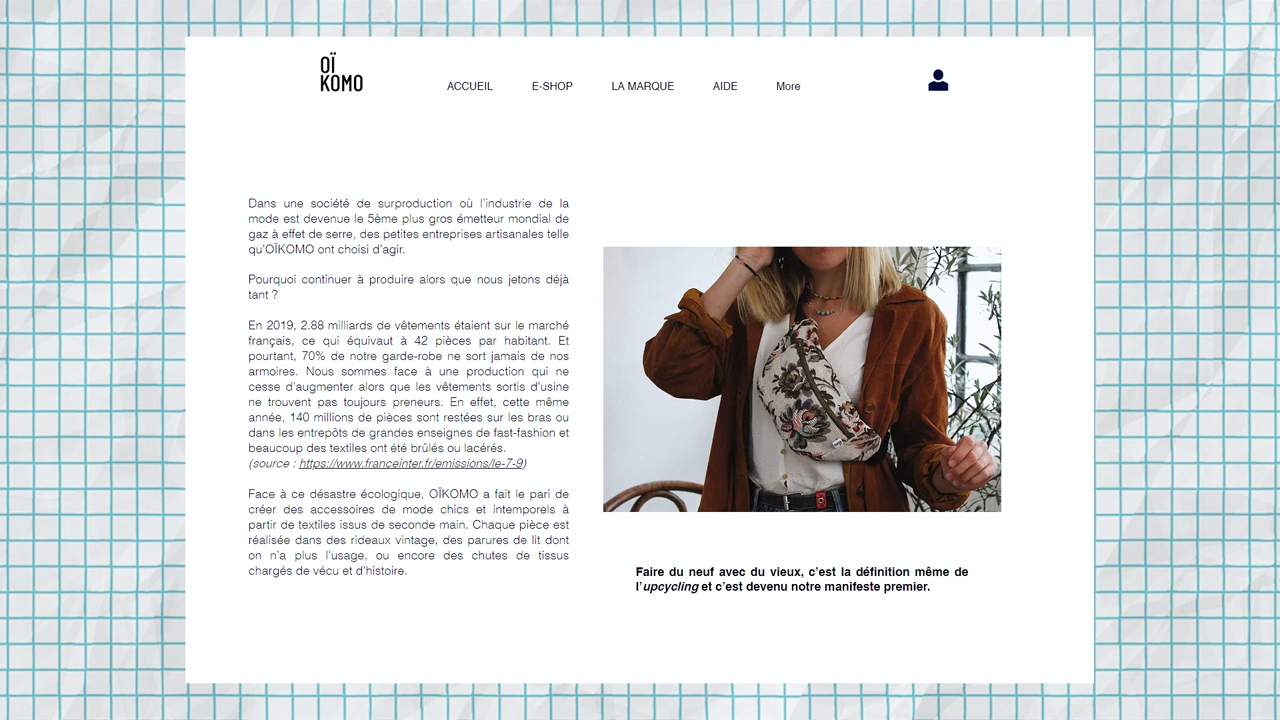 OÏ
KOMO
ACCUEIL
E-SHOP
LA MARQUE
AIDE
More
Dans une société de surproduction où l'industrie de la
mode est devenue le 5ème plus gros émetteur mondial de
gaz à effet de serre, des petites entreprises artisanales telle
qu'OÏKOMO ont choisi d'agir.
Pourquoi continuer à produire alors que nous jetons déjà
tant ?
En 2019, 2.88 milliards de vêtements étaient sur le marché
français, ce qui équivaut à 42 pièces par habitant. Et
pourtant, 70% de notre garde-robe ne sort jamais de nos
armoires. Nous sommes face à une production qui ne
cesse d'augmenter alors que les vêtements sortis d'usine
ne trouvent pas toujours preneurs. En effet, cette même
année, 140 millions de pièces sont restées sur les bras ou
dans les entrepôts de grandes enseignes de fast-fashion et
beaucoup des textiles ont été brûlés ou lacérés.
(source : https://www.franceinter.fr/emissions/le-7-9)
Face à ce désastre écologique, OÏKOMO a fait le pari de
créer des accessoires de mode chics et intemporels à
partir de textiles issus de seconde main. Chaque pièce est
réalisée dans des rideaux vintage, des parures de lit dont
on n'a plus l'usage, ou encore des chutes de tissus
chargés de vécu et d'histoire.
Faire du neuf avec du vieux, c'est la définition même de
l'upcycling et c'est devenu notre manifeste premier.